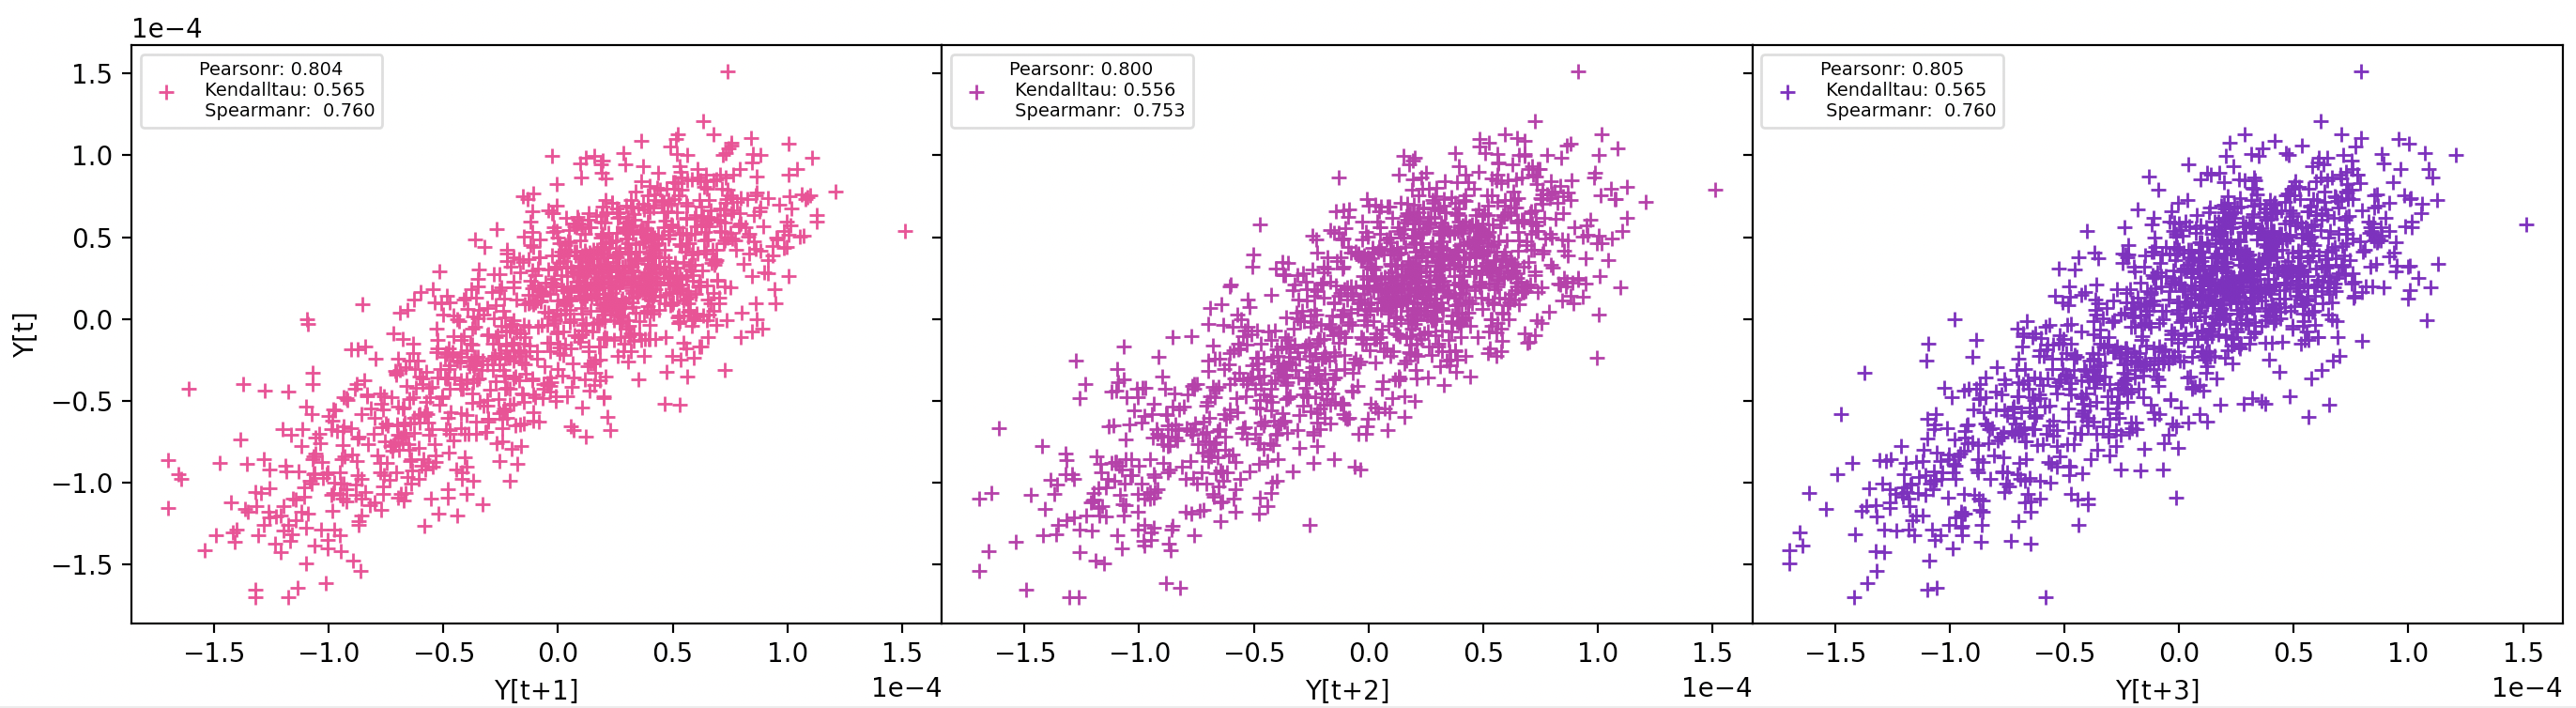 1e−4
Pearsonr: 0.804
Kendalltau: 0.565
Spearmanr:  0.760
Pearsonr: 0.800
Kendalltau: 0.556
Spearmanr:  0.753
Pearsonr: 0.805
Kendalltau: 0.565
Spearmanr:  0.760
1.5
1.0
0.5
0.0
−0.5
−1.0
−1.5
Y[t]
−1.5 −1.0 −0.5 0.0 0.5 1.0 1.5
Y[t+1]
1e−4
−1.5 −1.0 −0.5 0.0 0.5 1.0 1.5
Y[t+2]
1e−4
−1.5 −1.0 −0.5 0.0 0.5 1.0 1.5
Y[t+3]
1e−4